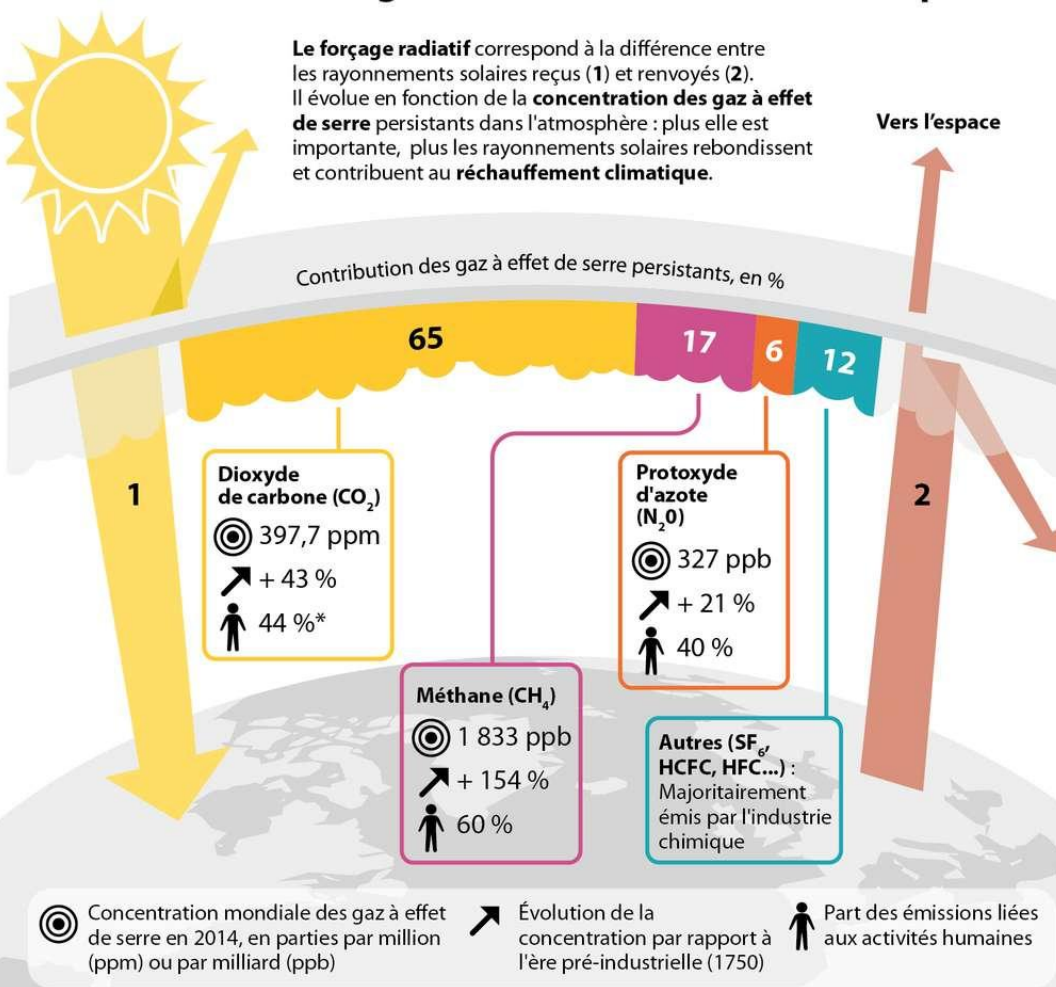 Le forçage radiatif correspond à la différence entre
les rayonnements solaires reçus (1) et renvoyés (2).
Il évolue en fonction de la concentration des gaz à effet
de serre persistants dans l'atmosphère : plus elle est
importante, plus les rayonnements solaires rebondissent
et contribuent au réchauffement climatique.
Vers l'espace
Contribution des gaz à effet de serre persistants, en %
65
17
6
12
1
2
Dioxyde
de carbone (CO₂)
397,7 ppm
+ 43 %
44 %*
Méthane (CH₄)
1 833 ppb
+ 154 %
60 %
Protoxyde
d'azote
(N₂0)
327 ppb
+ 21 %
40 %
Autres (SF₆,
HCFC, HFC...) :
Majoritairement
émis par l'industrie
chimique
Concentration mondiale des gaz à effet
de serre en 2014, en parties par million
(ppm) ou par milliard (ppb)
Évolution de la
concentration par rapport à
l'ère pré-industrielle (1750)
Part des émissions liées
aux activités humaines